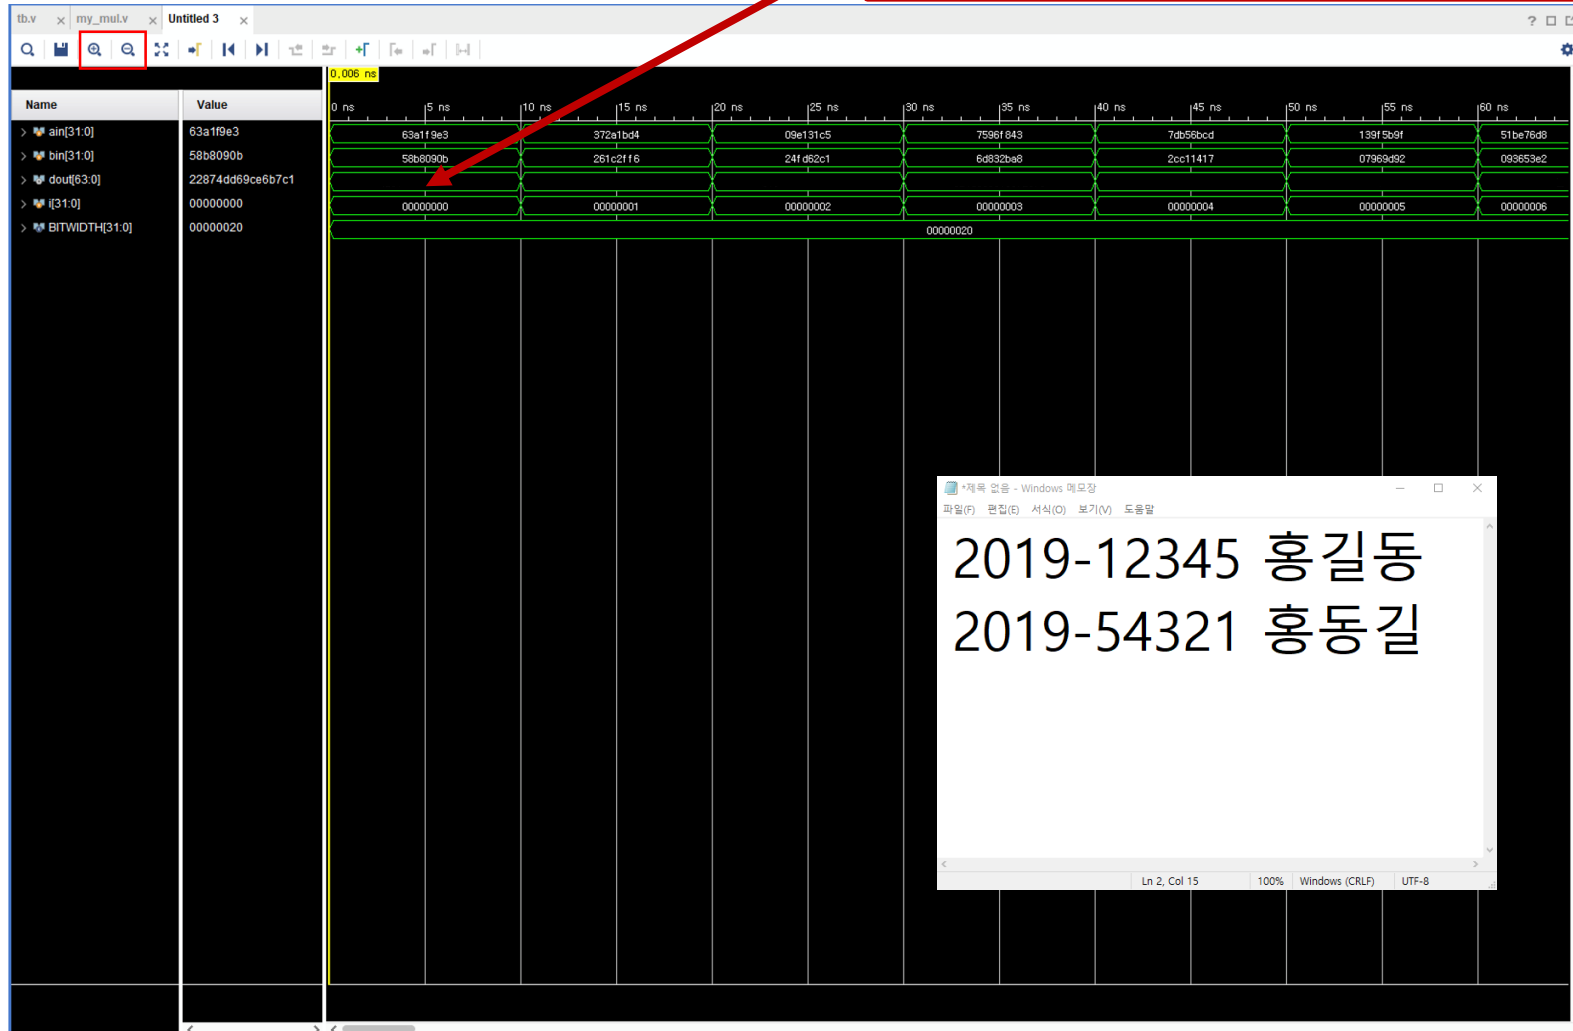 tb.v my_mul.v Untitled 3
0,006 ns
Name Value
0 ns 5 ns 10 ns 15 ns 20 ns 25 ns 30 ns 35 ns 40 ns 45 ns 50 ns 55 ns 60 ns
ain[31:0] 63a1f9e3 63a1f9e3 372a1bd4 09e131c5 7596f843 7db56bcd 139f5b9f 51be76d8
bin[31:0] 58b8090b 58b8090b 261c2ff6 24fd62c1 6d832ba8 2cc11417 07969d92 093653e2
dout[63:0] 22874dd69ce6b7c1
i[31:0] 00000000 00000000 00000001 00000002 00000003 00000004 00000005 00000006
BITWIDTH[31:0] 00000020 00000020
*제목 없음 - Windows 메모장
파일(F) 편집(E) 서식(O) 보기(V) 도움말
2019-12345 홍길동
2019-54321 홍동길
Ln 2, Col 15 100% Windows (CRLF) UTF-8